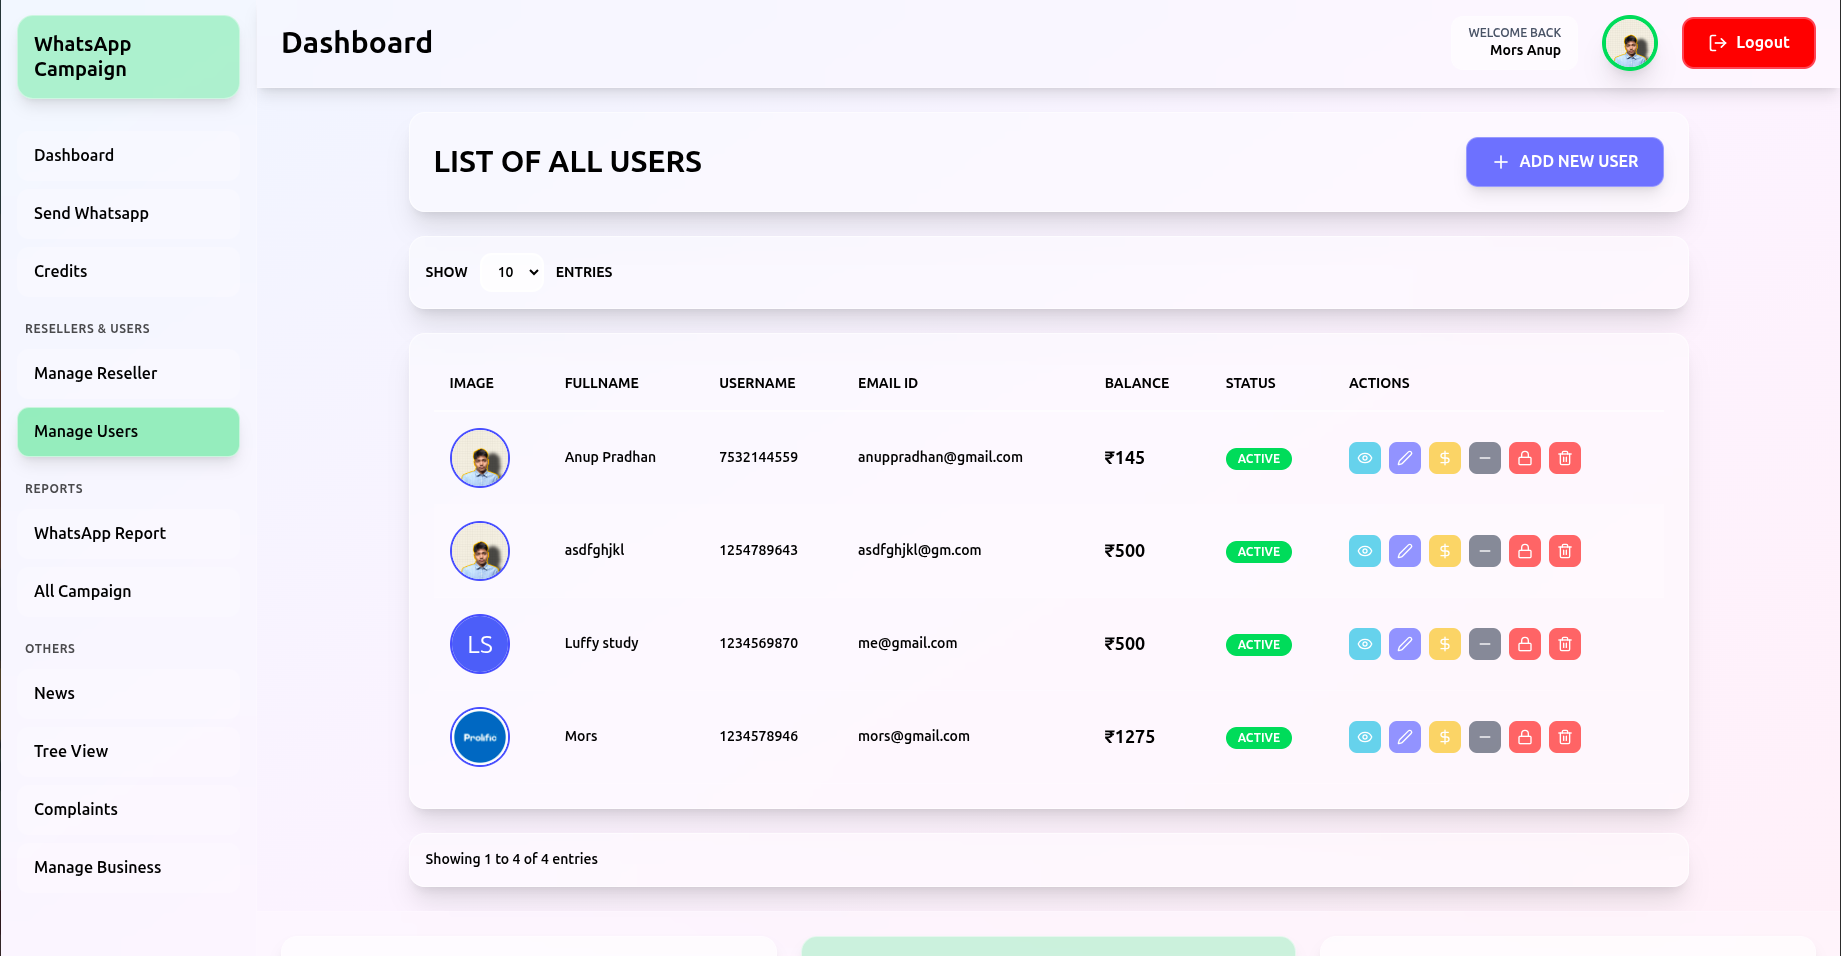 WhatsApp
Campaign
Dashboard
Send Whatsapp
Credits
RESELLERS & USERS
Manage Reseller
Manage Users
REPORTS
WhatsApp Report
All Campaign
OTHERS
News
Tree View
Complaints
Manage Business
Dashboard
WELCOME BACK
Mors Anup
Logout
LIST OF ALL USERS
ADD NEW USER
SHOW 10 ENTRIES
IMAGE FULLNAME USERNAME EMAIL ID BALANCE STATUS ACTIONS
Anup Pradhan 7532144559 anuppradhan@gmail.com ₹145 ACTIVE
asdfghjkl 1254789643 asdfghjkl@gm.com ₹500 ACTIVE
LS Luffy study 1234569870 me@gmail.com ₹500 ACTIVE
Prolific Mors 1234578946 mors@gmail.com ₹1275 ACTIVE
Showing 1 to 4 of 4 entries